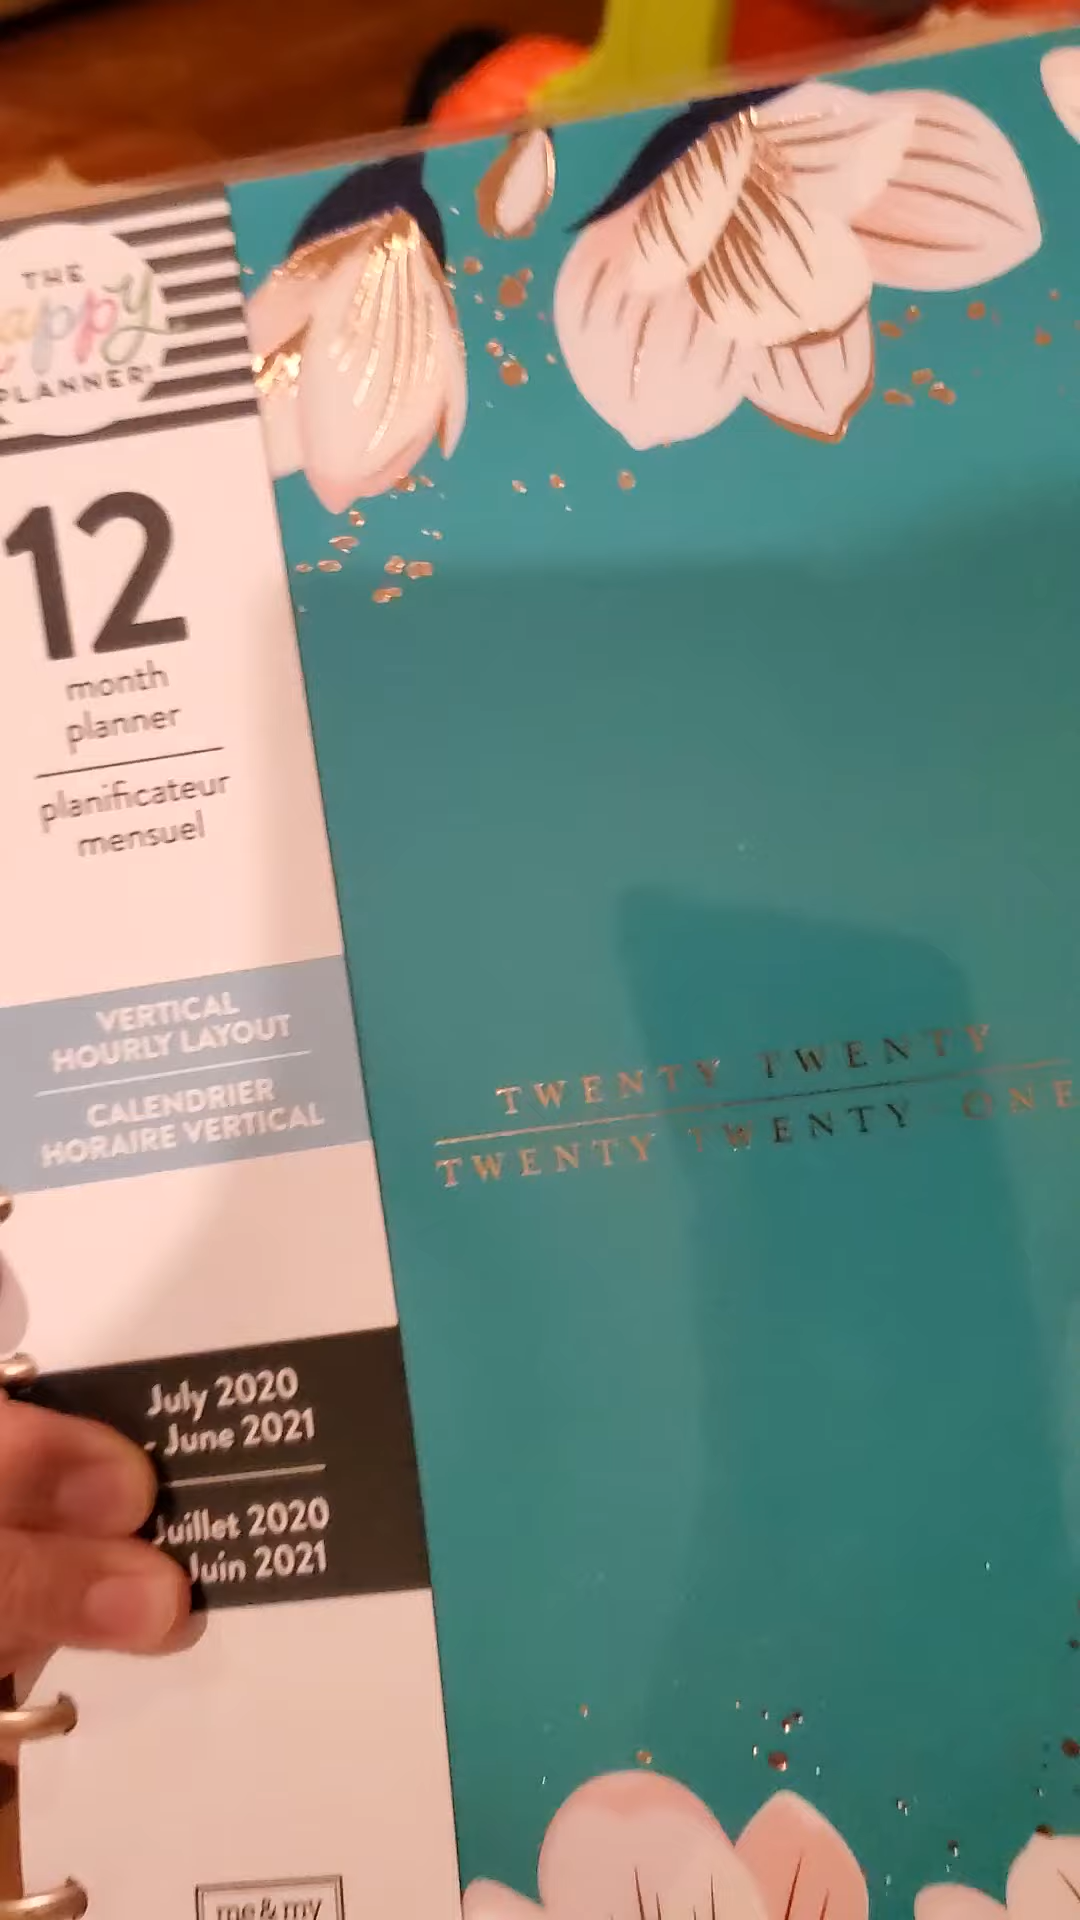 THE
happy
PLANNER
12
month
planner
planificateur
mensuel
VERTICAL
HOURLY LAYOUT
CALENDRIER
HORAIRE VERTICAL
July 2020
- June 2021
Juillet 2020
Juin 2021
me & my
TWENTY TWENTY
TWENTY TWENTY ONE